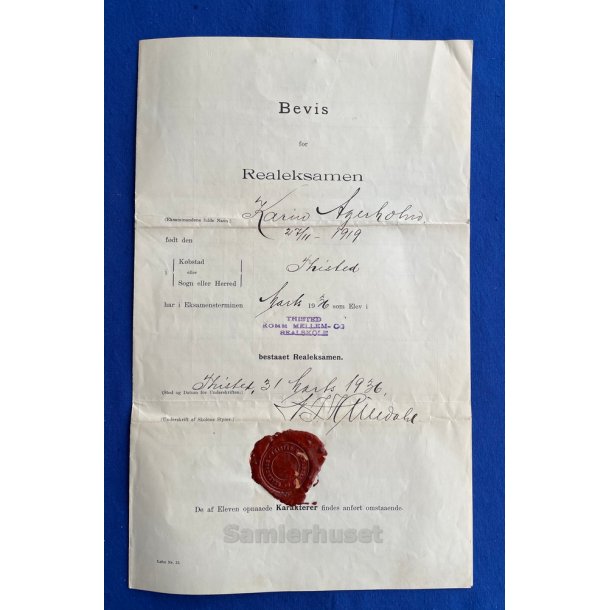 Bevis
for
Realeksamen
(Eksaminandens fulde Navn:) Karin Agerholm
født den 27/11 - 1919
Købstad
i eller Thisted
Sogn eller Herred
har i Eksamensterminen Marts 1936 som Elev i
THISTED
KOMM MELLEM- OG
REALSKOLE
bestaaet Realeksamen.
Thisted, 31 Marts 1936.
(Sted og Datum for Underskriften.)
(Underskrift af Skolens Styrer.)
De af Eleven opnaaede Karakterer findes anført omstaaende.
Samlerhuset